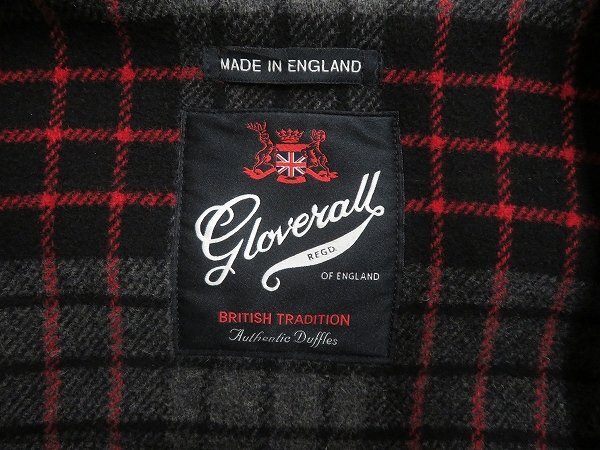 MADE IN ENGLAND
Gloverall
REGD.
OF ENGLAND
BRITISH TRADITION
Authentic Duffles